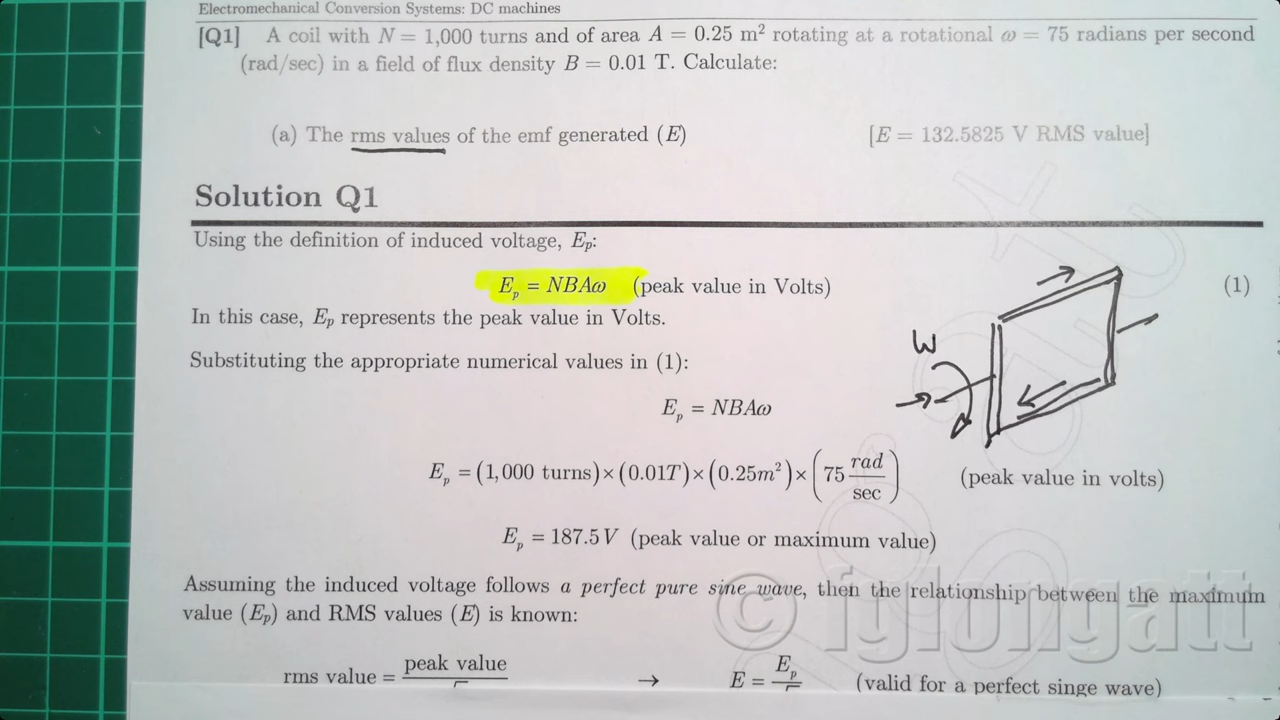 Electromechanical Conversion Systems: DC machines
[Q1] A coil with N = 1,000 turns and of area A = 0.25 m² rotating at a rotational ω = 75 radians per second
(rad/sec) in a field of flux density B = 0.01 T. Calculate:
(a) The rms values of the emf generated (E) [E = 132.5825 V RMS value]
Solution Q1
Using the definition of induced voltage, Eₚ:
Eₚ = NBAω (peak value in Volts) (1)
In this case, Eₚ represents the peak value in Volts.
W
Substituting the appropriate numerical values in (1):
Eₚ = NBAω
Eₚ = (1,000 turns)×(0.01T)×(0.25m²)×(75 rad/sec) (peak value in volts)
Eₚ = 187.5V (peak value or maximum value)
Assuming the induced voltage follows a perfect pure sine wave, then the relationship between the maximum
value (Eₚ) and RMS values (E) is known:
© fglongatt
rms value = peak value → E = Eₚ (valid for a perfect singe wave)